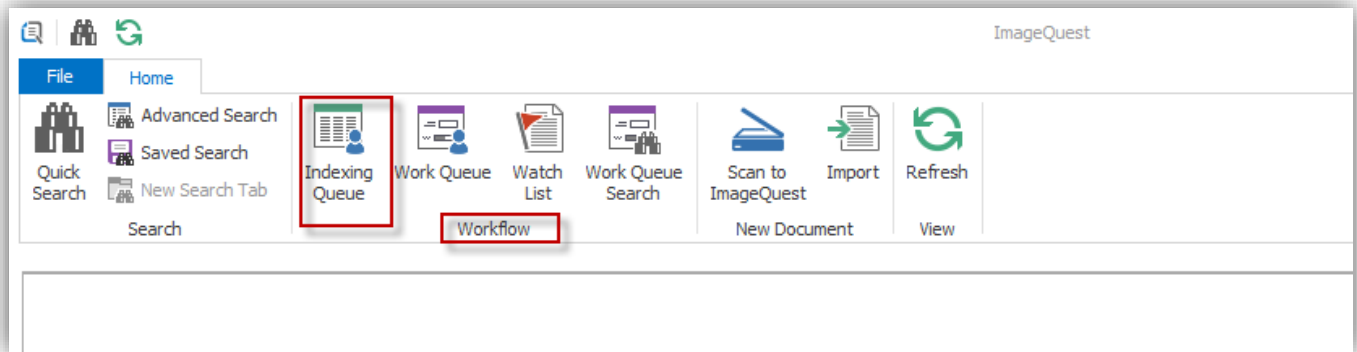 ImageQuest
File Home
Quick
Search
Advanced Search
Saved Search
New Search Tab
Search
Indexing
Queue
Work Queue
Watch
List
Work Queue
Search
Workflow
Scan to
ImageQuest
Import
New Document
Refresh
View